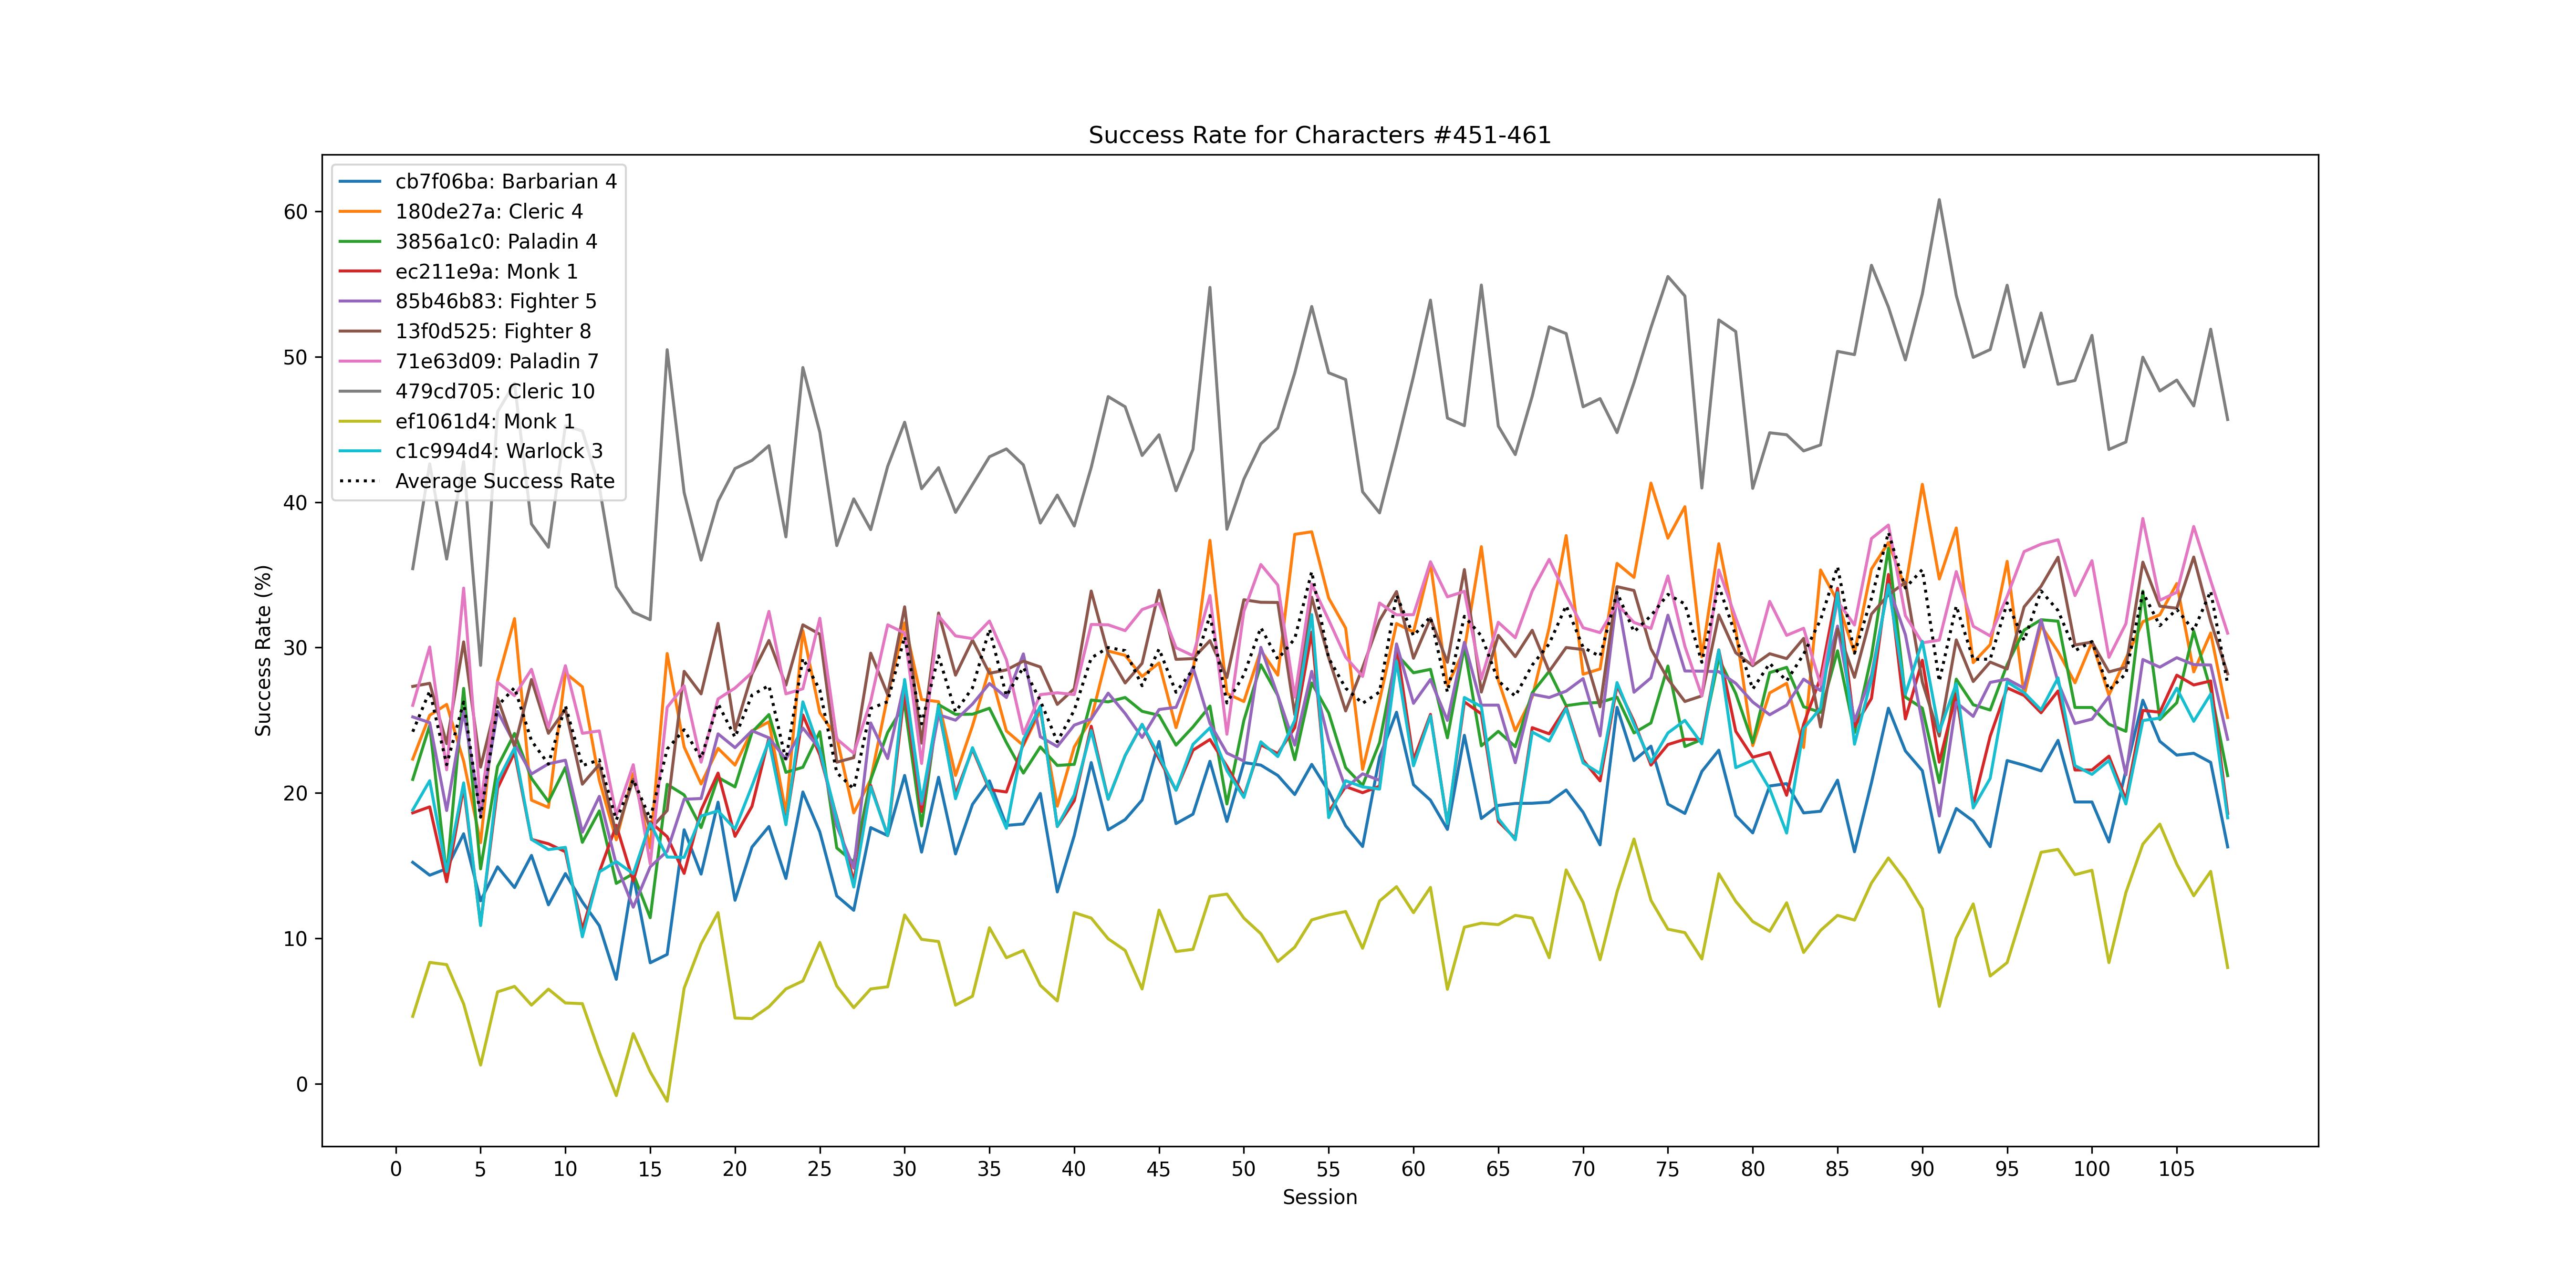 Success Rate for Characters #451-461
cb7f06ba: Barbarian 4
180de27a: Cleric 4
3856a1c0: Paladin 4
ec211e9a: Monk 1
85b46b83: Fighter 5
13f0d525: Fighter 8
71e63d09: Paladin 7
479cd705: Cleric 10
ef1061d4: Monk 1
c1c994d4: Warlock 3
Average Success Rate
Success Rate (%)
60
50
40
30
20
10
0
0 5 10 15 20 25 30 35 40 45 50 55 60 65 70 75 80 85 90 95 100 105
Session